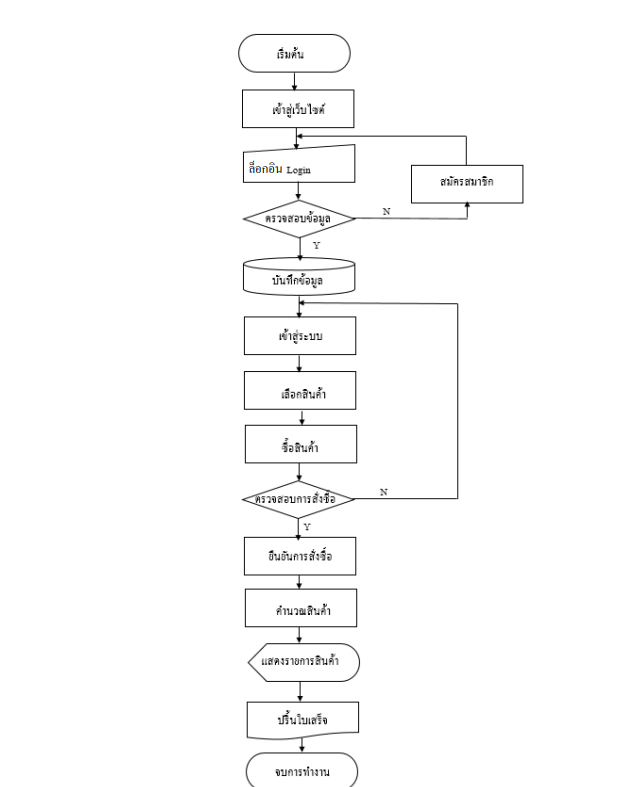 เริ่มต้น
เข้าสู่เว็บไซต์
ล็อกอิน Login
สมัครสมาชิก
ตรวจสอบข้อมูล
N
Y
บันทึกข้อมูล
เข้าสู่ระบบ
เลือกสินค้า
ซื้อสินค้า
ตรวจสอบการสั่งซื้อ
N
Y
ยืนยันการสั่งซื้อ
คำนวณสินค้า
แสดงรายการสินค้า
ปริ้นใบเสร็จ
จบการทำงาน